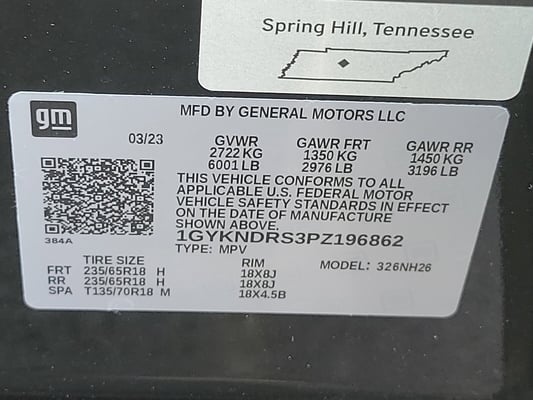 Spring Hill, Tennessee
gm
MFD BY GENERAL MOTORS LLC
03/23
GVWR GAWR FRT GAWR RR
2722 KG 1350 KG 1450 KG
6001 LB 2976 LB 3196 LB
THIS VEHICLE CONFORMS TO ALL
APPLICABLE U.S. FEDERAL MOTOR
VEHICLE SAFETY STANDARDS IN EFFECT
ON THE DATE OF MANUFACTURE
SHOWN ABOVE.
384A
1GYKNDRS3PZ196862
TYPE: MPV
TIRE SIZE RIM MODEL: 326NH26
FRT 235/65R18 H 18X8J
RR 235/65R18 H 18X8J
SPA T135/70R18 M 18X4.5B